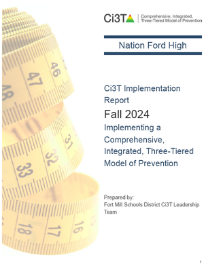 Ci3T
Comprehensive, Integrated,
Three-Tiered Model of Prevention
Nation Ford High
Ci3T Implementation
Report
Fall 2024
Implementing a
Comprehensive,
Integrated, Three-Tiered
Model of Prevention
Prepared by:
Fort Mill Schools District Ci3T Leadership
Team